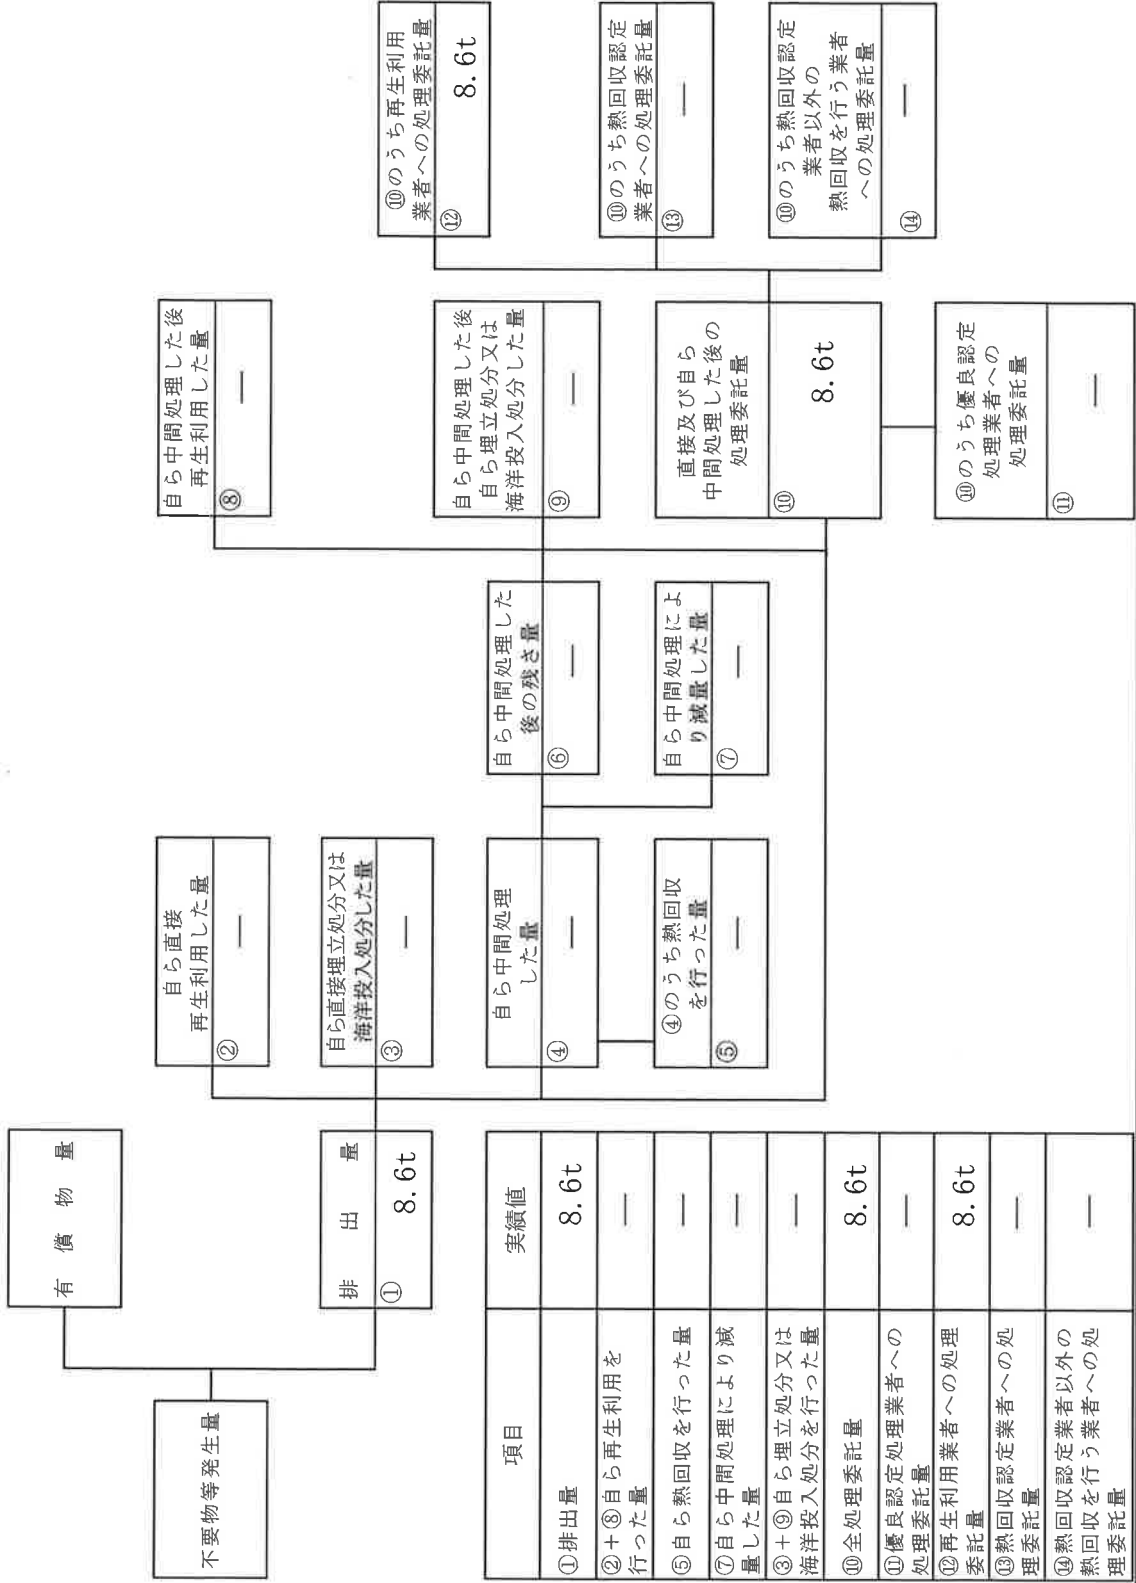 不要物等発生量
有償物量
排出量
①
8.6t
自ら直接
再生利用した量
②
—
自ら直接埋立処分又は
海洋投入処分した量
③
—
自ら中間処理
した量
④
—
④のうち熱回収
を行った量
⑤
—
自ら中間処理した
後の残さ量
⑥
—
自ら中間処理によ
り減量した量
⑦
—
自ら中間処理した後
再生利用した量
⑧
—
自ら中間処理した後
自ら埋立処分又は
海洋投入処分した量
⑨
—
直接及び自ら
中間処理した後の
処理委託量
⑩
8.6t
⑩のうち優良認定
処理業者への
処理委託量
⑪
—
⑩のうち再生利用
業者への処理委託量
⑫
8.6t
⑩のうち熱回収認定
業者への処理委託量
⑬
—
⑩のうち熱回収認定
業者以外の
熱回収を行う業者
への処理委託量
⑭
—
項目 実績値
①排出量 8.6t
②+⑧自ら再生利用を
行った量 —
⑤自ら熱回収を行った量 —
⑦自ら中間処理により減
量した量 —
③+⑨自ら埋立処分又は
海洋投入処分を行った量 —
⑩全処理委託量 8.6t
⑪優良認定処理業者への
処理委託量 —
⑫再生利用業者への処理
委託量 8.6t
⑬熱回収認定業者への処
理委託量 —
⑭熱回収認定業者以外の
熱回収を行う業者への処
理委託量 —